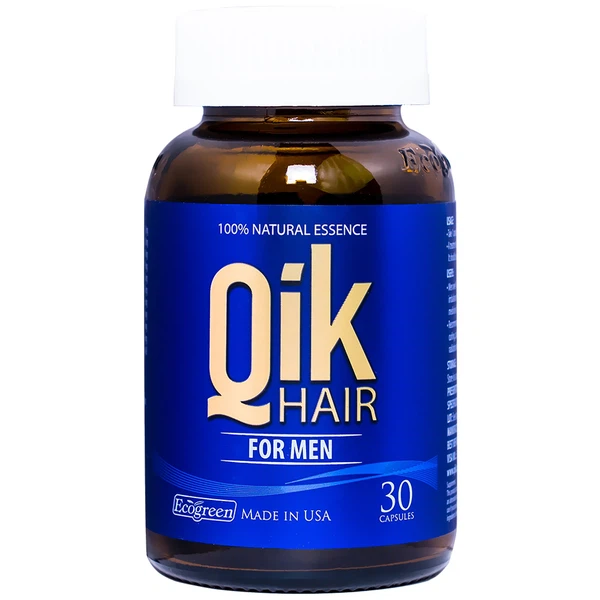 100% NATURAL ESSENCE
Qik
HAIR
FOR MEN
Ecogreen
MADE IN USA
30
CAPSULES